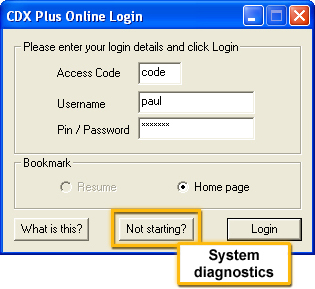 CDX Plus Online Login
Please enter your login details and click Login
Access Code code
Username paul
Pin / Password xxxxxxx
Bookmark
Resume Home page
What is this? Not starting? Login
System
diagnostics